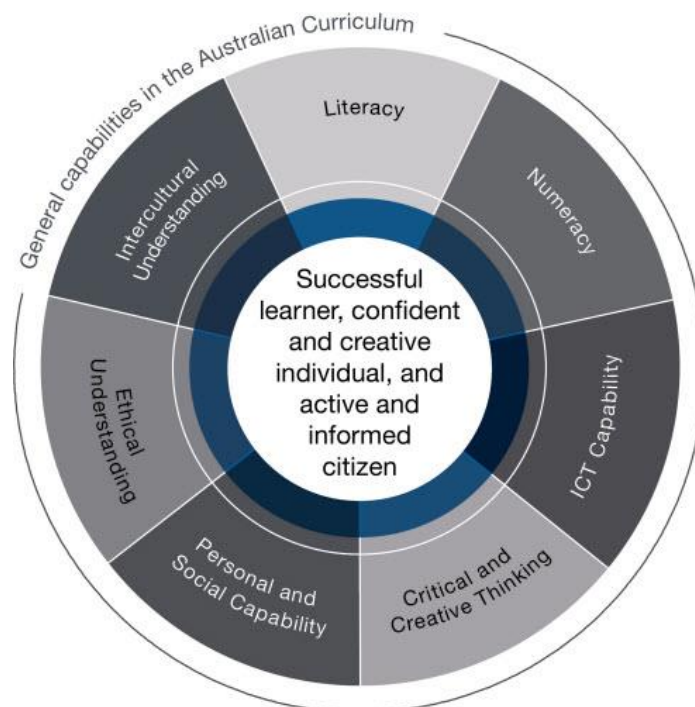 General capabilities in the Australian Curriculum
Literacy
Numeracy
ICT Capability
Critical and
Creative Thinking
Personal and
Social Capability
Ethical
Understanding
Intercultural
Understanding
Successful
learner, confident
and creative
individual, and
active and
informed
citizen